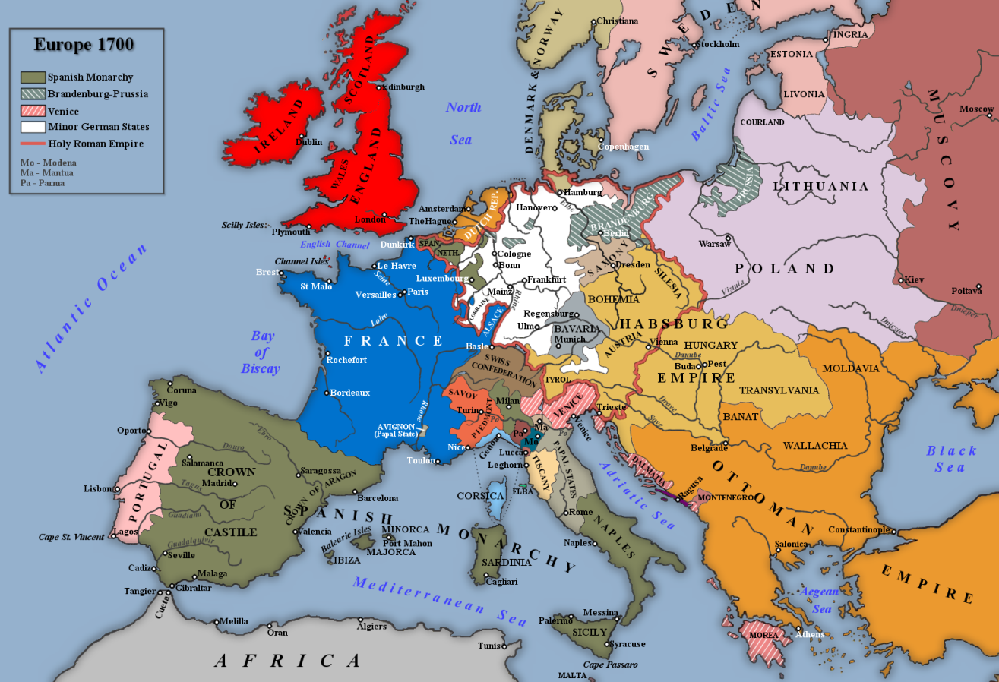 Europe 1700
Spanish Monarchy
Brandenburg-Prussia
Venice
Minor German States
Holy Roman Empire
Mo - Modena
Ma - Mantua
Pa - Parma
Atlantic Ocean
North
Sea
Baltic Sea
English Channel
Bay
of
Biscay
Mediterranean Sea
Adriatic Sea
Aegean
Sea
Black
Sea
IRELAND
Dublin
SCOTLAND
Edinburgh
WALES
ENGLAND
London
Plymouth
Scilly Isles
Channel Isles
DENMARK & NORWAY
Christiana
Copenhagen
SWEDEN
Stockholm
INGRIA
ESTONIA
LIVONIA
COURLAND
MUSCOVY
Moscow
LITHUANIA
PRUSSIA
POLAND
Warsaw
Vistula
Kiev
Poltava
Dnieper
Dniester
Amsterdam
The Hague
DUTCH REP.
SPAN.
NETH.
Dunkirk
Luxembourg
Hamburg
Hanover
Elbe
BRANDENBURG
Berlin
SAXONY
Dresden
SILESIA
BOHEMIA
Cologne
Bonn
Frankfurt
Mainz
Rhine
LORRAINE
ALSACE
Regensburg
Ulm
BAVARIA
Munich
Basle
SWISS
CONFEDERATION
TYROL
AUSTRIA
Vienna
HABSBURG
EMPIRE
HUNGARY
Danube
Buda
Pest
TRANSYLVANIA
BANAT
Drave
Save
MOLDAVIA
WALLACHIA
Danube
Belgrade
OTTOMAN
EMPIRE
Constantinople
Salonica
Athens
MOREA
MONTENEGRO
Ragusa
DALMATIA
Trieste
VENICE
Venice
Brest
St Malo
Le Havre
Seine
Versailles
Paris
Loire
FRANCE
Rochefort
Bordeaux
Rhone
AVIGNON
(Papal State)
Toulon
Nice
SAVOY
PIEDMONT
Turin
Milan
Po
Genoa
Pa
Ma
Mo
Po
Lucca
Leghorn
TUSCANY
PAPAL STATES
Rome
ELBA
CORSICA
NAPLES
Naples
SARDINIA
Cagliari
SPANISH MONARCHY
Messina
Palermo
SICILY
Syracuse
Cape Passaro
MALTA
Coruna
Vigo
Oporto
PORTUGAL
Lisbon
Lagos
Cape St. Vincent
Douro
Ebro
Salamanca
Madrid
Tagus
Guadiana
Guadalquivir
CROWN
OF
CASTILE
CROWN OF ARAGON
Saragossa
Barcelona
Valencia
Balearic Isles
MINORCA
Port Mahon
MAJORCA
IBIZA
Seville
Cadiz
Malaga
Gibraltar
Tangier
Cueta
Melilla
Oran
Algiers
Tunis
AFRICA